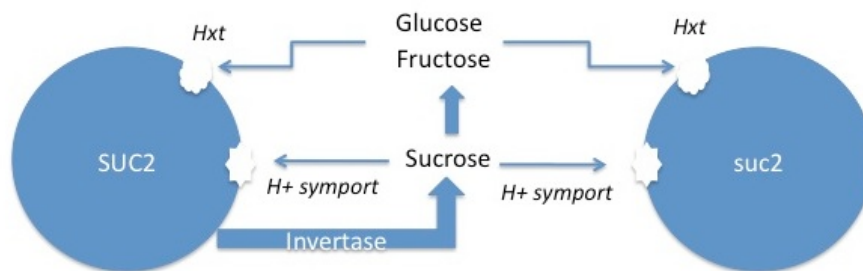 Hxt
Glucose
Fructose
Hxt
SUC2
Sucrose
suc2
H+ symport
H+ symport
Invertase